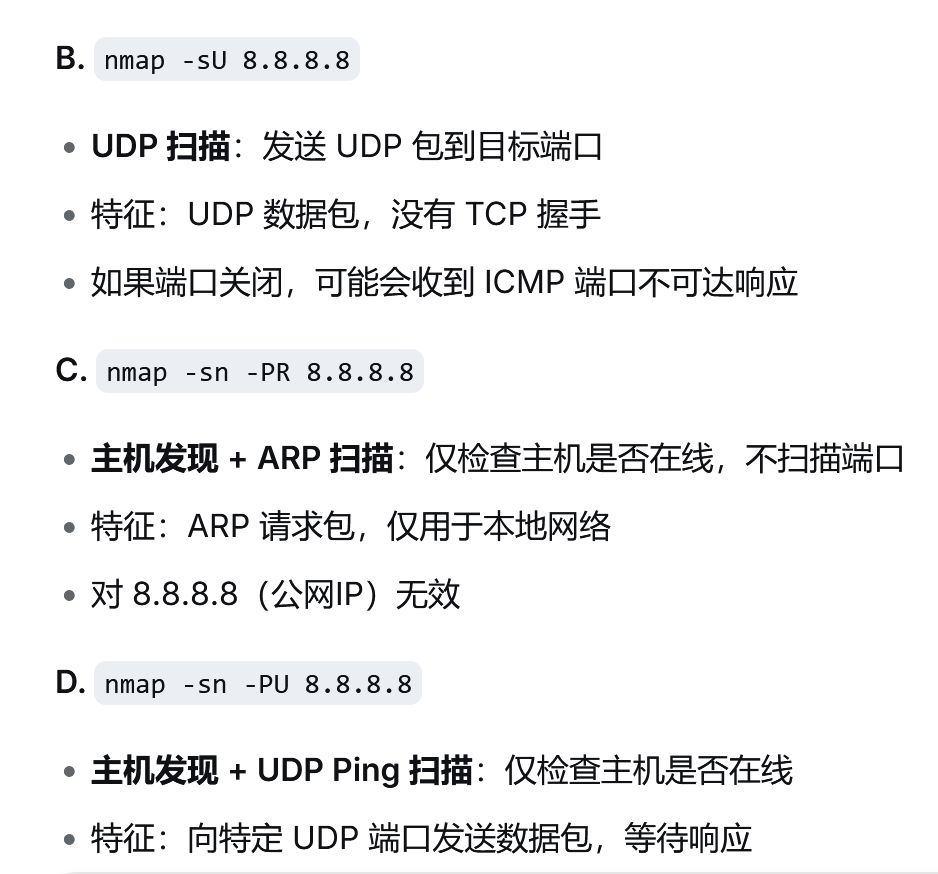 B. nmap -sU 8.8.8.8
• UDP 扫描：发送 UDP 包到目标端口
• 特征：UDP 数据包，没有 TCP 握手
• 如果端口关闭，可能会收到 ICMP 端口不可达响应
C. nmap -sn -PR 8.8.8.8
• 主机发现 + ARP 扫描：仅检查主机是否在线，不扫描端口
• 特征：ARP 请求包，仅用于本地网络
• 对 8.8.8.8（公网IP）无效
D. nmap -sn -PU 8.8.8.8
• 主机发现 + UDP Ping 扫描：仅检查主机是否在线
• 特征：向特定 UDP 端口发送数据包，等待响应